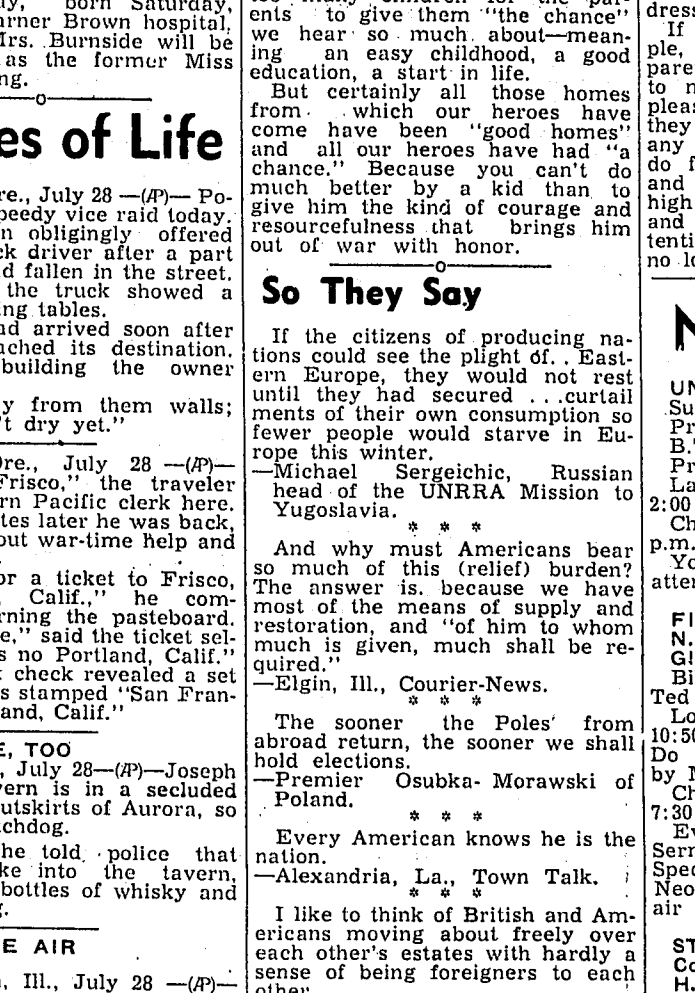 ay, born Saturday,
arner Brown hospital,
Mrs. Burnside will be
as the former Miss
ng.
es of Life
re., July 28 —(AP)— Po-
peedy vice raid today.
n obligingly offered
ck driver after a part
d fallen in the street.
the truck showed a
ing tables.
nd arrived soon after
ached its destination.
building the owner
y from them walls;
't dry yet."
Ore., July 28 —(AP)—
Frisco," the traveler
rn Pacific clerk here.
tes later he was back,
out war-time help and
or a ticket to Frisco,
, Calif.," he com-
rning the pasteboard.
e," said the ticket sel-
s no Portland, Calif."
k check revealed a set
s stamped "San Fran-
and, Calif."
E, TOO
, July 28—(AP)—Joseph
vern is in a secluded
utskirts of Aurora, so
tchdog.
he told police that
ke into the tavern,
bottles of whisky and
g.
E AIR
n, Ill., July 28 —(AP)—
ents to give them "the chance"
we hear so much about—mean-
ing an easy childhood, a good
education, a start in life.
But certainly all those homes
from which our heroes have
come have been "good homes"
and all our heroes have had "a
chance." Because you can't do
much better by a kid than to
give him the kind of courage and
resourcefulness that brings him
out of war with honor.
So They Say
If the citizens of producing na-
tions could see the plight of. . East-
ern Europe, they would not rest
until they had secured . . .curtail
ments of their own consumption so
fewer people would starve in Eu-
rope this winter.
—Michael Sergeichic, Russian
head of the UNRRA Mission to
Yugoslavia.
* * *
And why must Americans bear
so much of this (relief) burden?
The answer is. because we have
most of the means of supply and
restoration, and "of him to whom
much is given, much shall be re-
quired."
—Elgin, Ill., Courier-News.
* * *
The sooner the Poles from
abroad return, the sooner we shall
hold elections.
—Premier Osubka- Morawski of
Poland.
* * *
Every American knows he is the
nation.
—Alexandria, La., Town Talk.
* * *
I like to think of British and Am-
ericans moving about freely over
each other's estates with hardly a
sense of being foreigners to each
other
dress
If
ple,
pare
to n
pleas
they
any
do f
and
high
and
tenti
no lo
N
UN
Su
Pr
B.
Pr
La
2:00
Ch
p.m.
Yo
atter
FI
N.
G!
Bi
Ted
Lo
10:50
Do
by M
Ch
7:30
Ev
Serm
Spec
Neo
air
ST
Co
H.